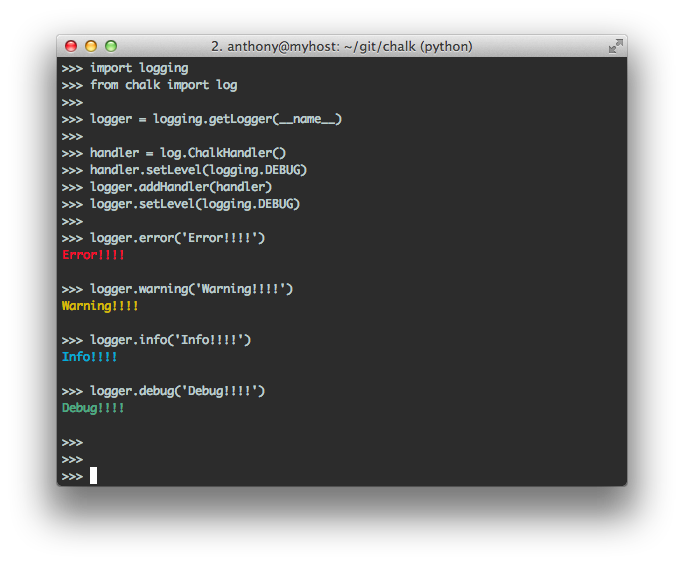 2. anthony@myhost: ~/git/chalk (python)
>>> import logging
>>> from chalk import log
>>>
>>> logger = logging.getLogger(__name__)
>>>
>>> handler = log.ChalkHandler()
>>> handler.setLevel(logging.DEBUG)
>>> logger.addHandler(handler)
>>> logger.setLevel(logging.DEBUG)
>>>
>>> logger.error('Error!!!!')
Error!!!!
>>> logger.warning('Warning!!!!')
Warning!!!!
>>> logger.info('Info!!!!')
Info!!!!
>>> logger.debug('Debug!!!!')
Debug!!!!
>>>
>>>
>>>